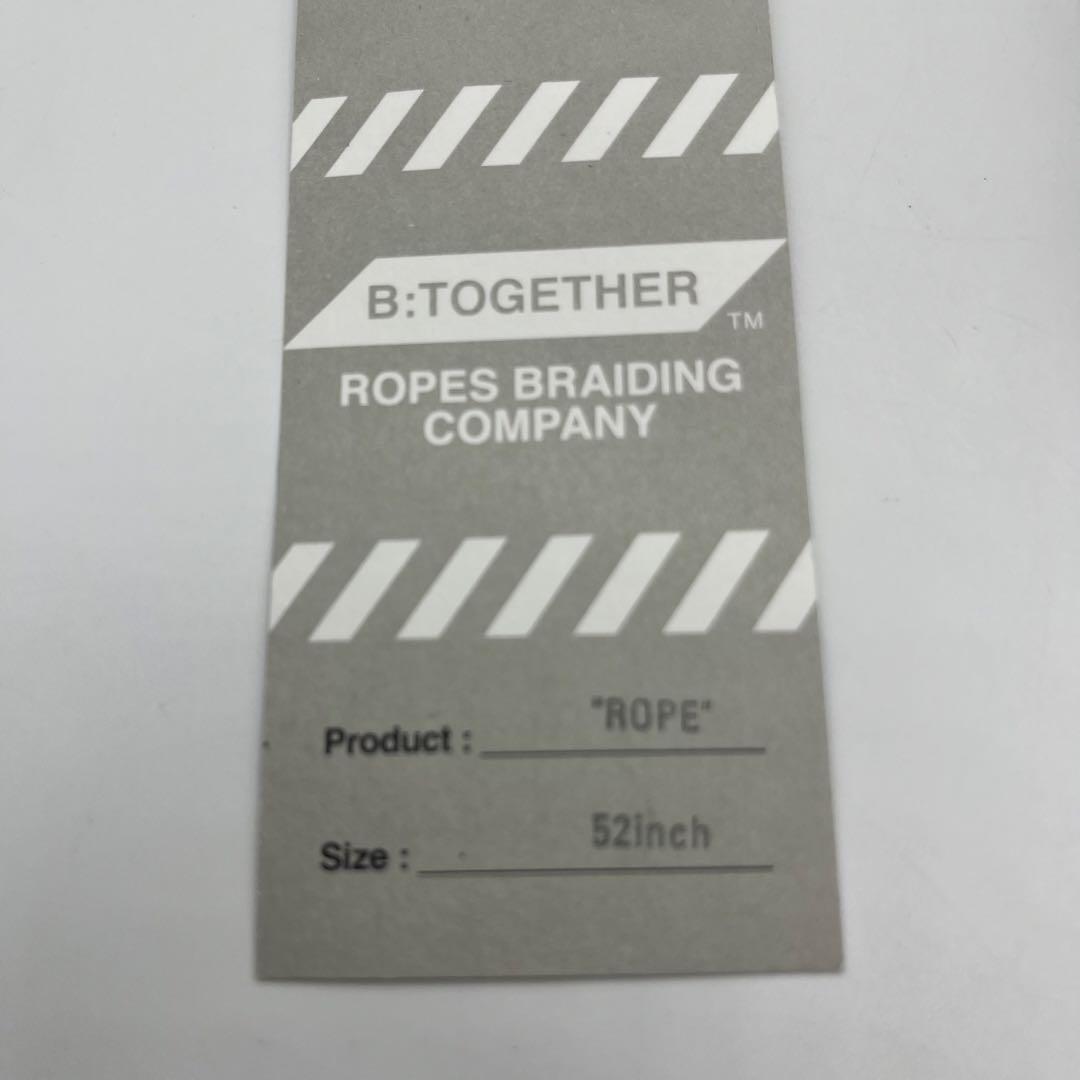 B:TOGETHER
TM
ROPES BRAIDING
COMPANY
Product : "ROPE"
Size : 52inch